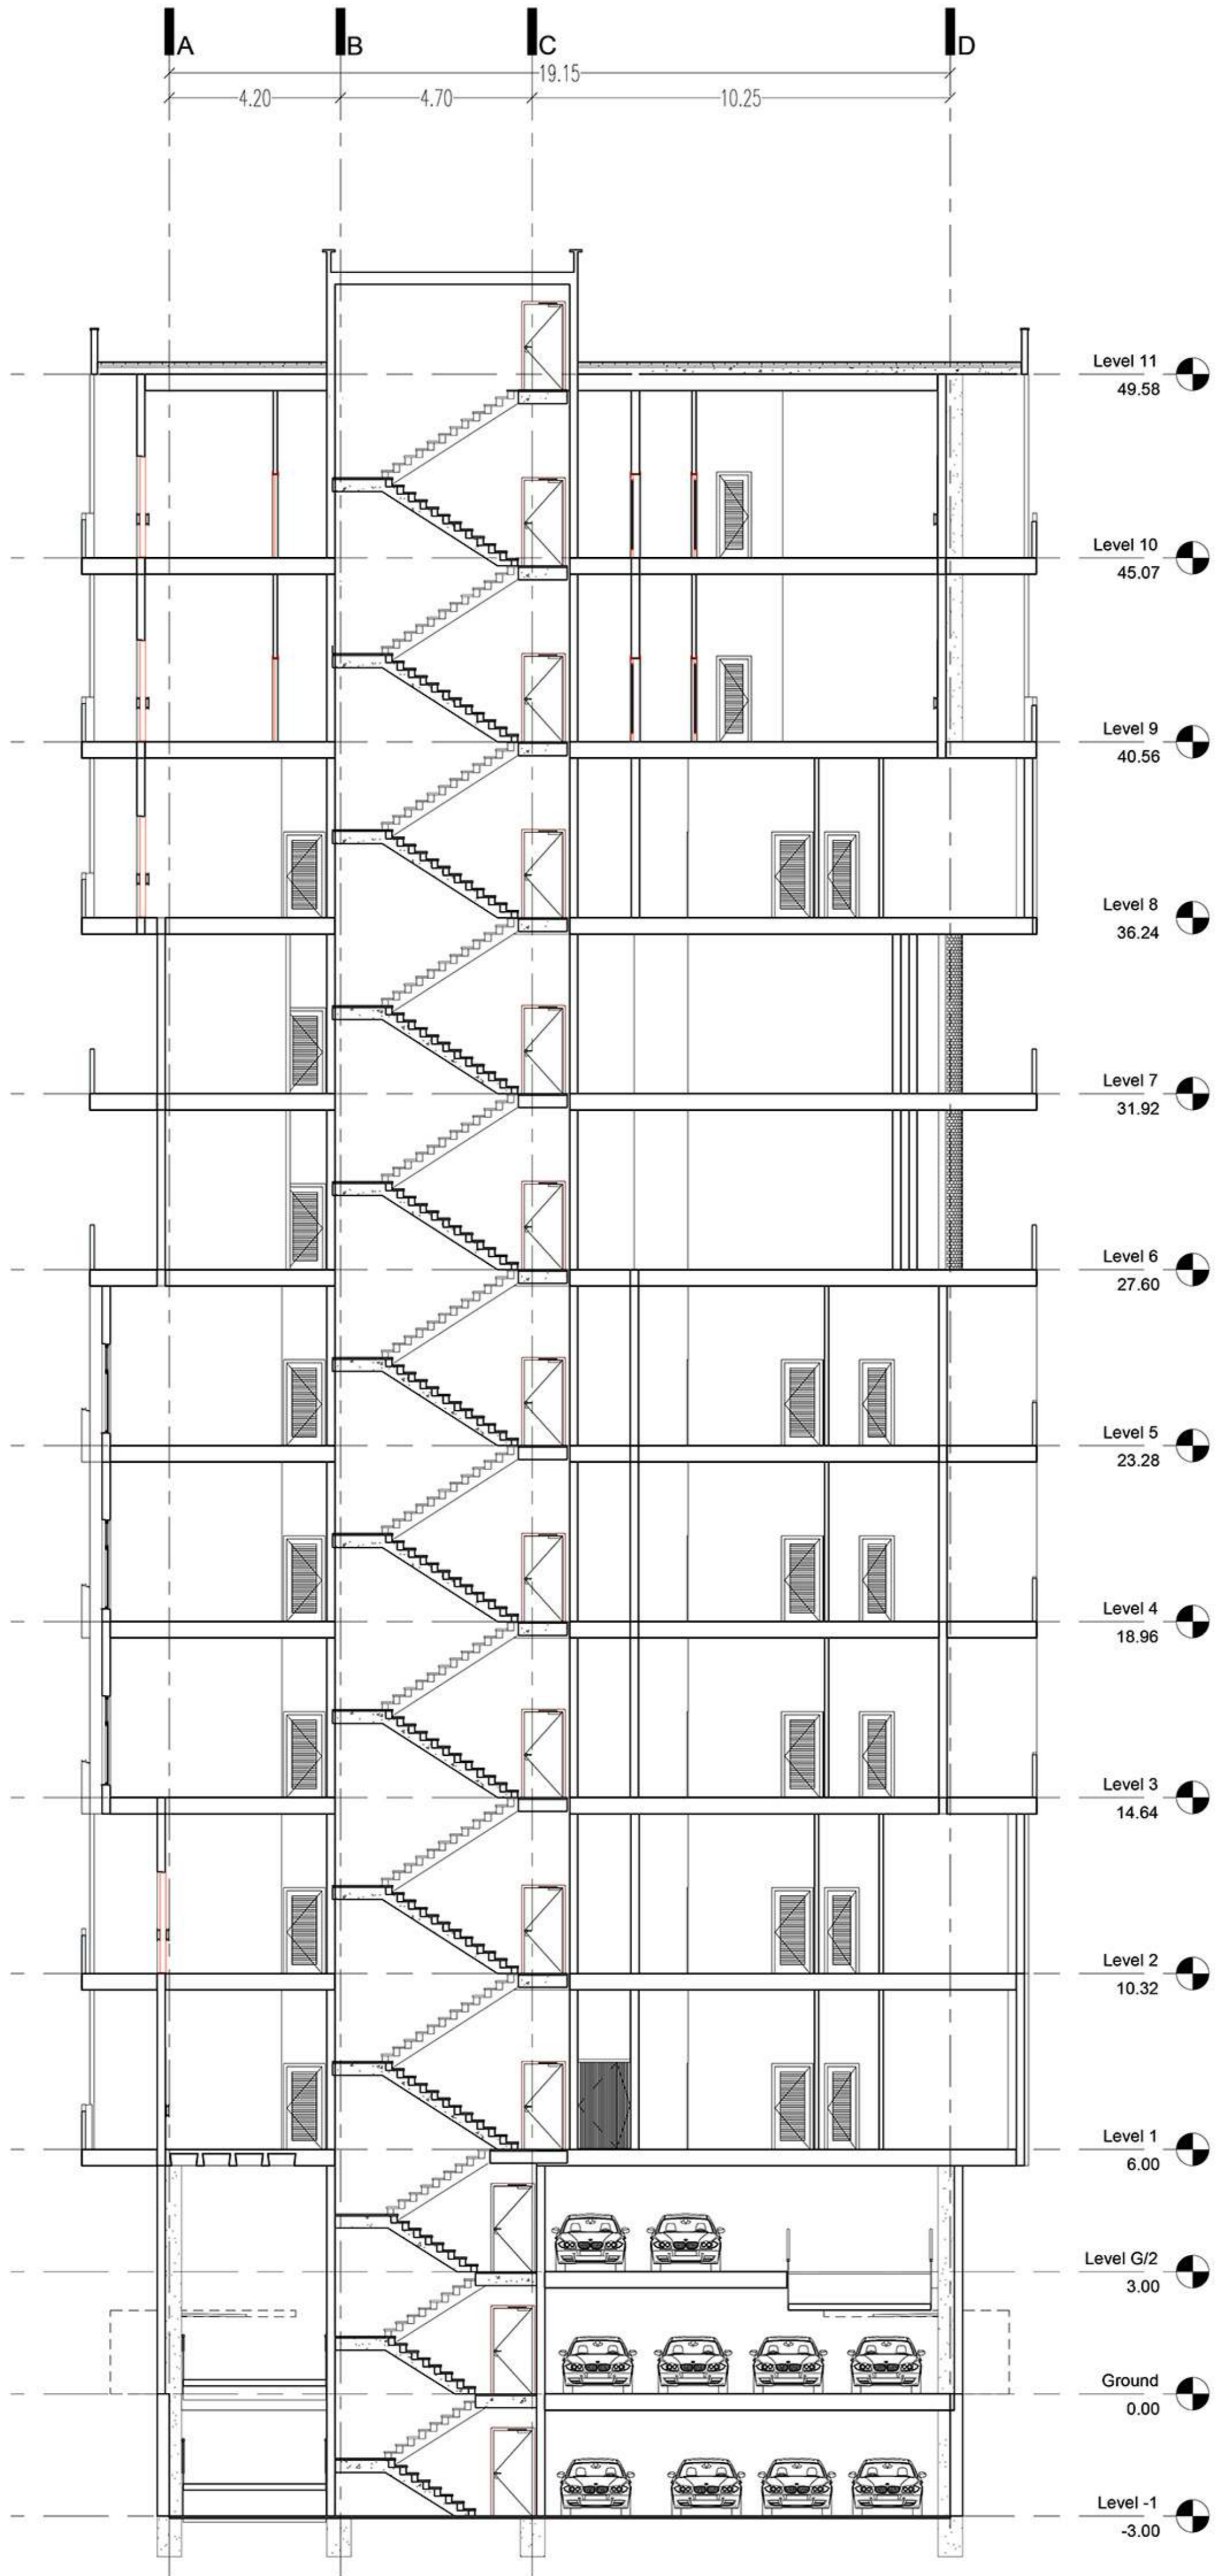 A
B
C
D
19.15
4.20
4.70
10.25
Level 11
49.58
Level 10
45.07
Level 9
40.56
Level 8
36.24
Level 7
31.92
Level 6
27.60
Level 5
23.28
Level 4
18.96
Level 3
14.64
Level 2
10.32
Level 1
6.00
Level G/2
3.00
Ground
0.00
Level -1
-3.00